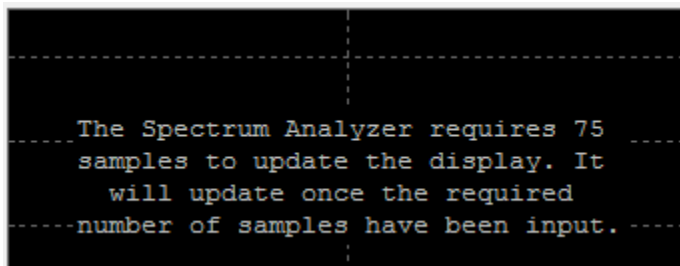 The Spectrum Analyzer requires 75
samples to update the display. It
will update once the required
number of samples have been input.